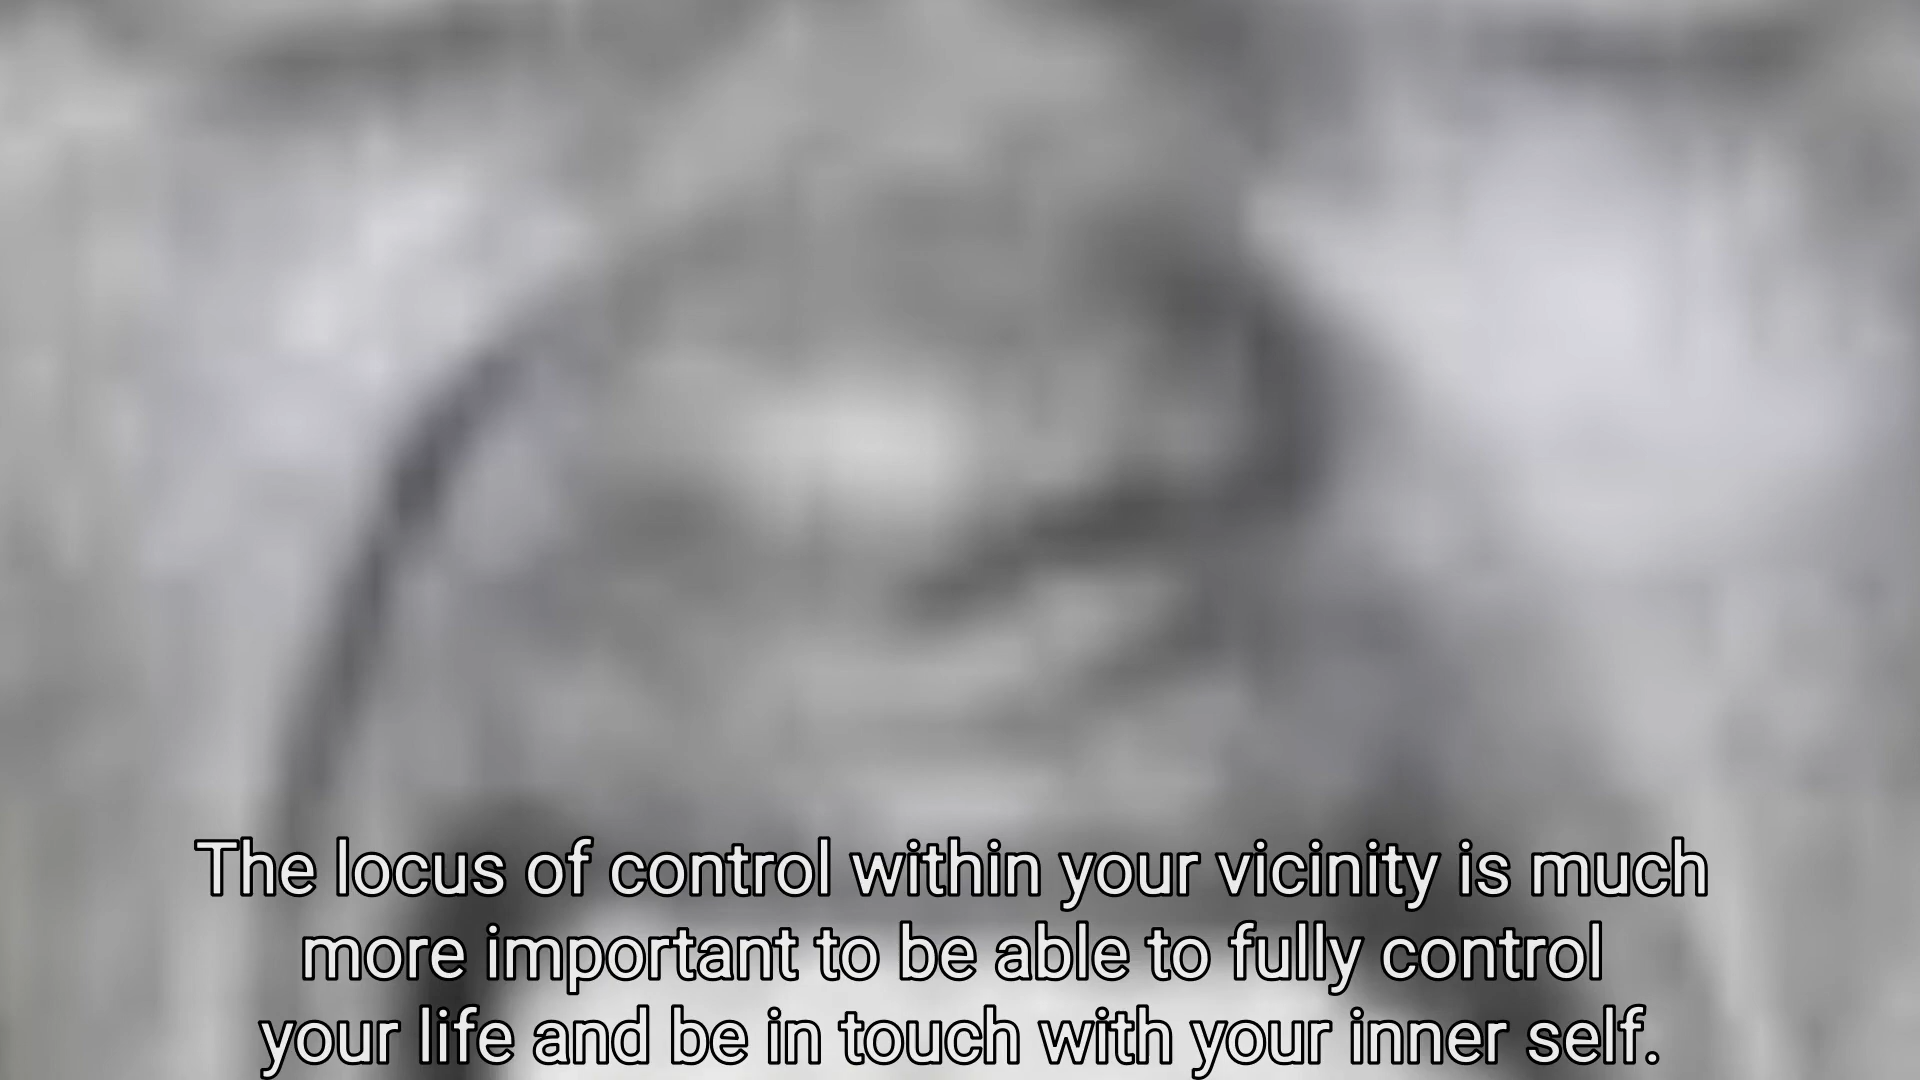 The locus of control within your vicinity is much
more important to be able to fully control
your life and be in touch with your inner self.